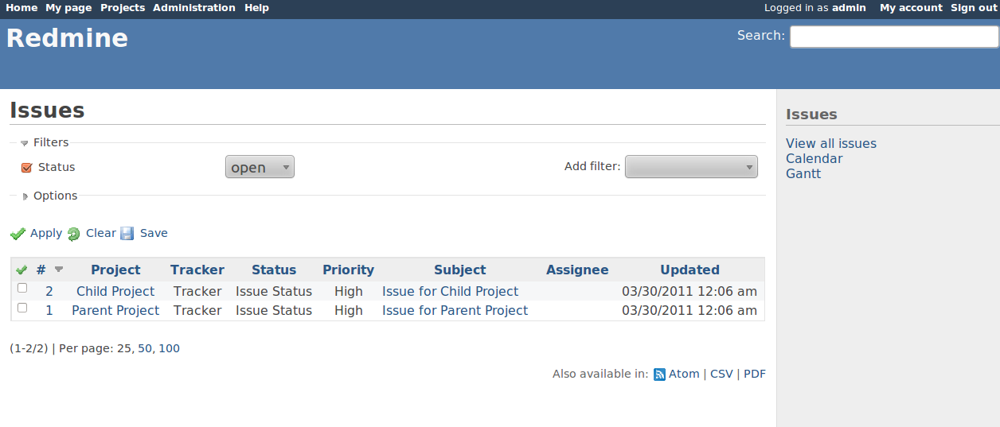 Home My page Projects Administration Help Logged in as admin My account Sign out
Redmine Search:
Issues
Filters
Status open Add filter:
Options
Apply Clear Save
# Project Tracker Status Priority Subject Assignee Updated
2 Child Project Tracker Issue Status High Issue for Child Project 03/30/2011 12:06 am
1 Parent Project Tracker Issue Status High Issue for Parent Project 03/30/2011 12:06 am
(1-2/2) | Per page: 25, 50, 100
Also available in: Atom | CSV | PDF
Issues
View all issues
Calendar
Gantt